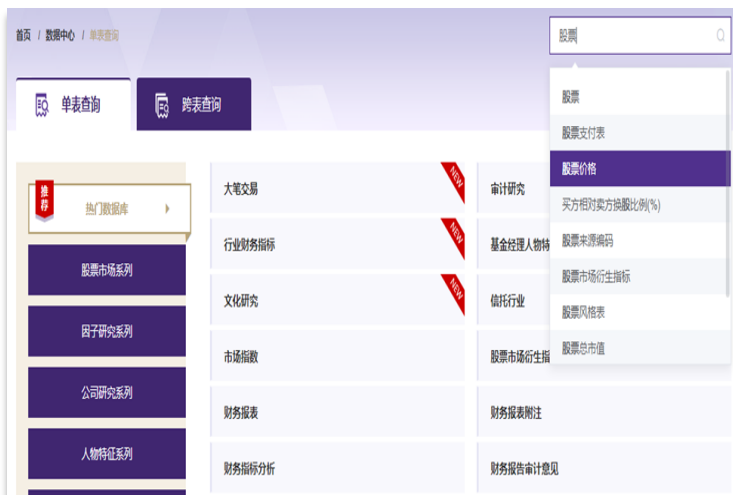 首页 / 数据中心 / 单表查询
股票
单表查询
跨表查询
推荐
热门数据库
股票市场系列
因子研究系列
公司研究系列
人物特征系列
大笔交易
NEW
审计研究
行业财务指标
NEW
基金经理人物特
文化研究
NEW
信托行业
市场指数
股票市场衍生指
财务报表
财务报表附注
财务指标分析
财务报告审计意见
股票
股票支付表
股票价格
买方相对卖方换股比例(%)
股票来源编码
股票市场衍生指标
股票风格表
股票总市值